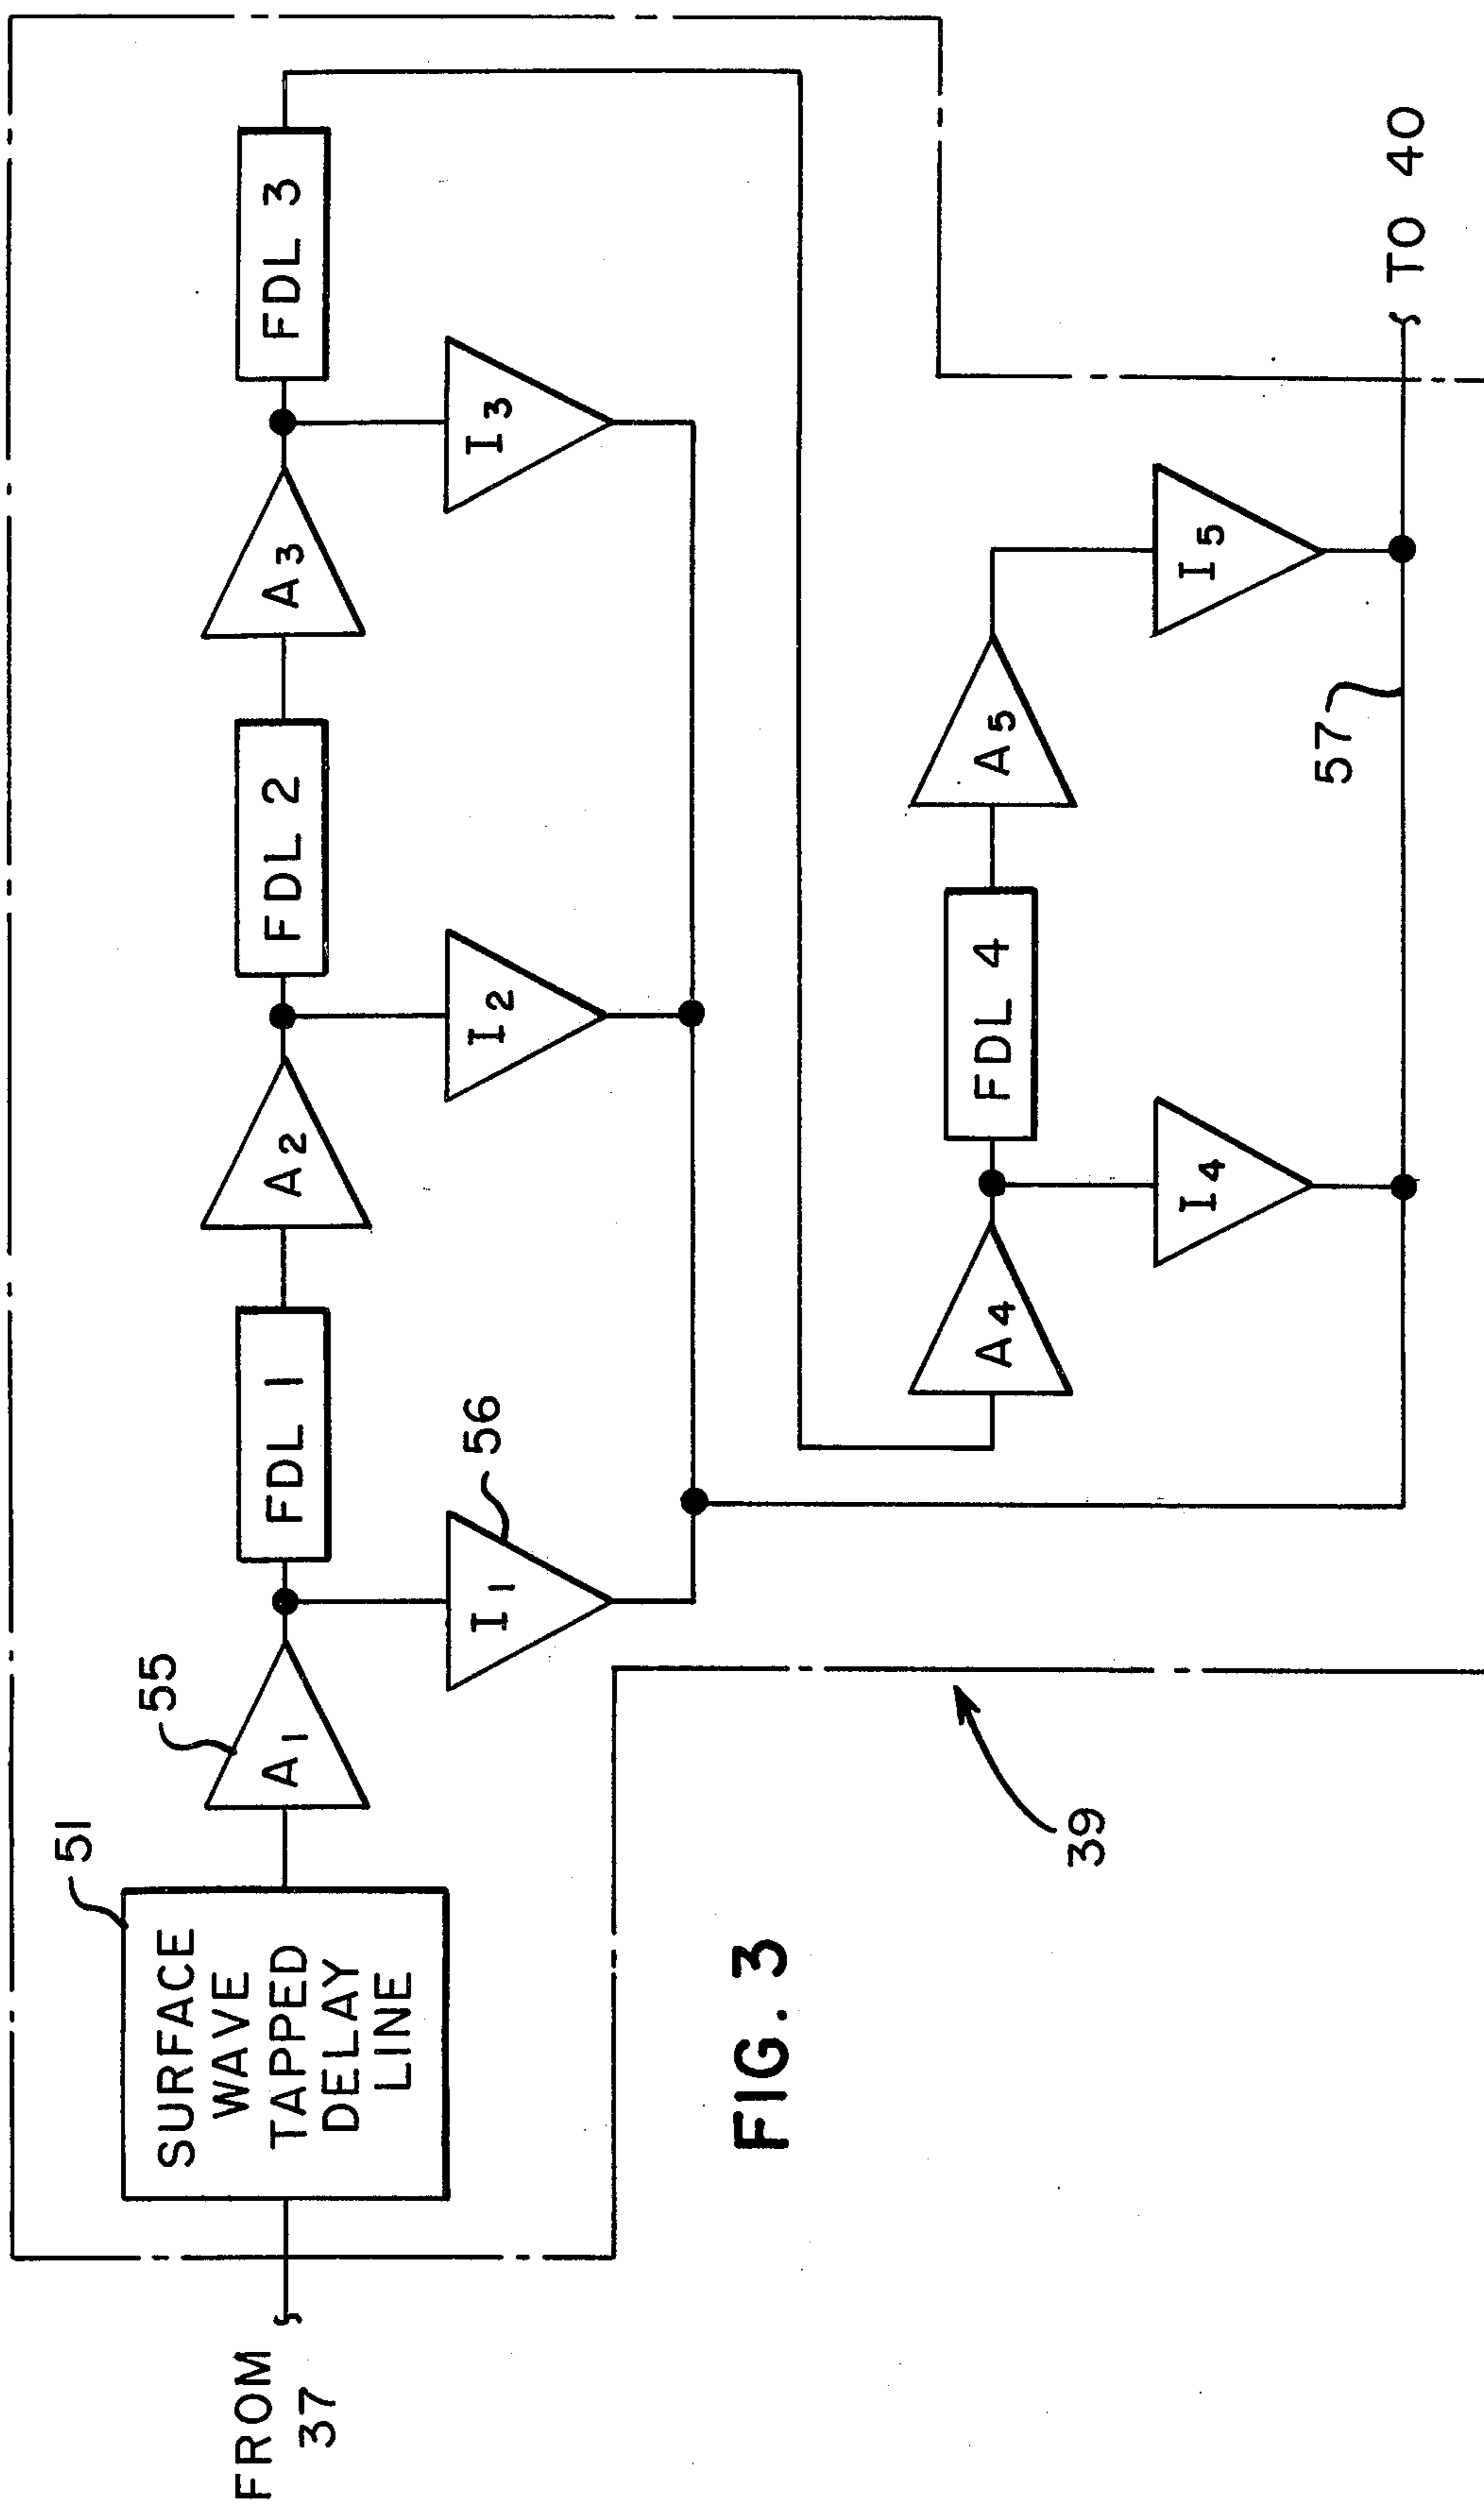 FROM
37
51
SURFACE
WAVE
TAPPED
DELAY
LINE
55
A1
FDL 1
A2
FDL 2
A3
FDL 3
56
I1
I2
I3
A4
FDL 4
A5
I4
I5
57
TO 40
39
FIG. 3